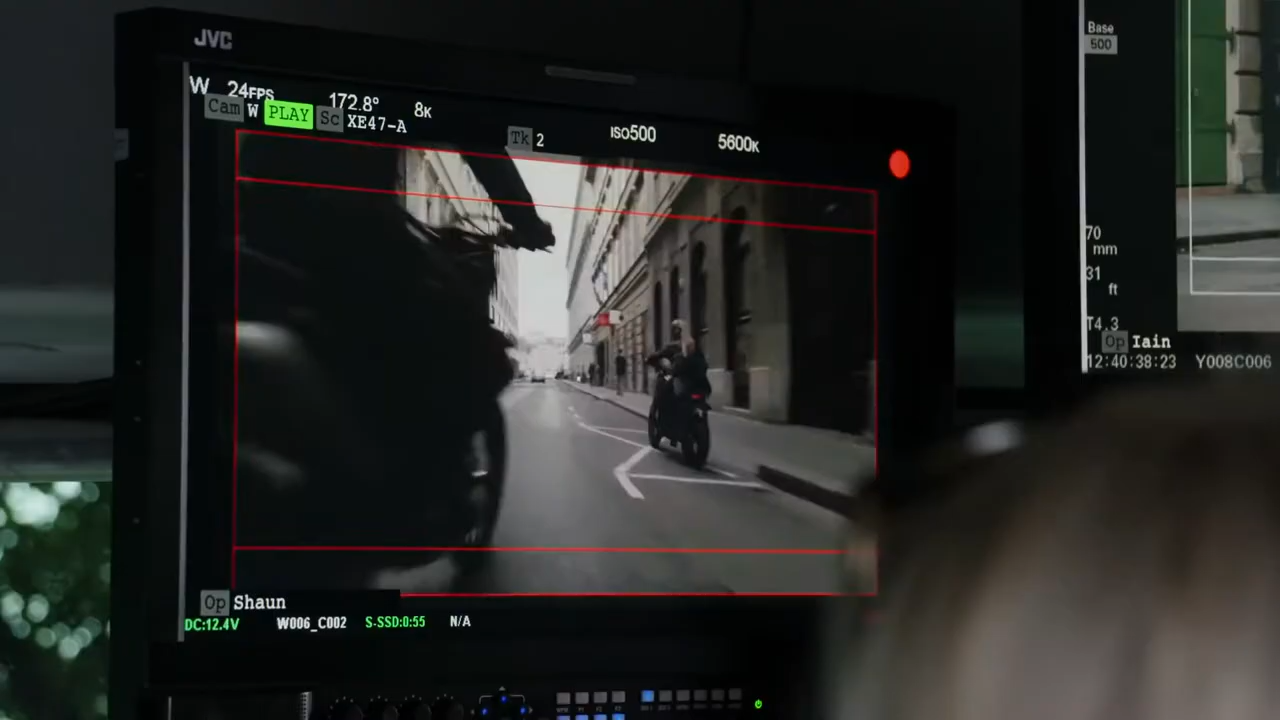 JVC
W 24FPS 172.8° 8K
Cam W PLAY Sc XE47-A
Tk 2 ISO500 5600K
Op Shaun
DC:12.4V W006_C002 S-SSD:0:55 N/A
Base
500
70
mm
31
ft
T4.3
Op Iain
12:40:38:23 Y008C006